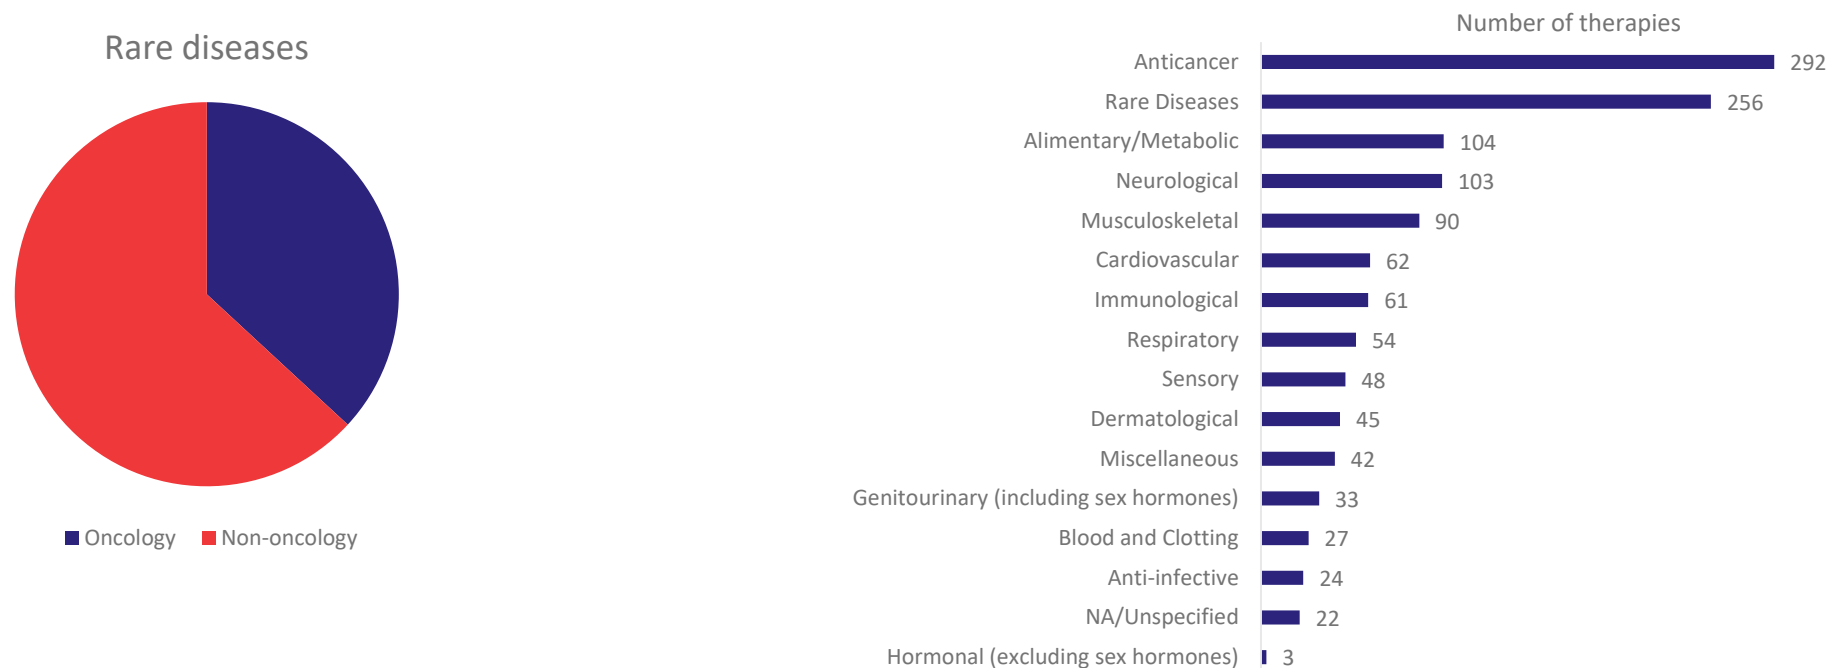 Rare diseases
Oncology
Non-oncology
Number of therapies
Anticancer 292
Rare Diseases 256
Alimentary/Metabolic 104
Neurological 103
Musculoskeletal 90
Cardiovascular 62
Immunological 61
Respiratory 54
Sensory 48
Dermatological 45
Miscellaneous 42
Genitourinary (including sex hormones) 33
Blood and Clotting 27
Anti-infective 24
NA/Unspecified 22
Hormonal (excluding sex hormones) 3